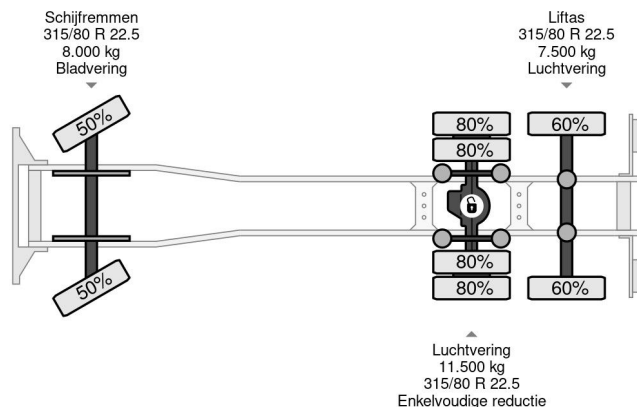 Schijfremmen
315/80 R 22.5
8.000 kg
Bladvering
Liftas
315/80 R 22.5
7.500 kg
Luchtvering
50%
80%
60%
80%
80%
50%
80%
60%
Luchtvering
11.500 kg
315/80 R 22.5
Enkelvoudige reductie